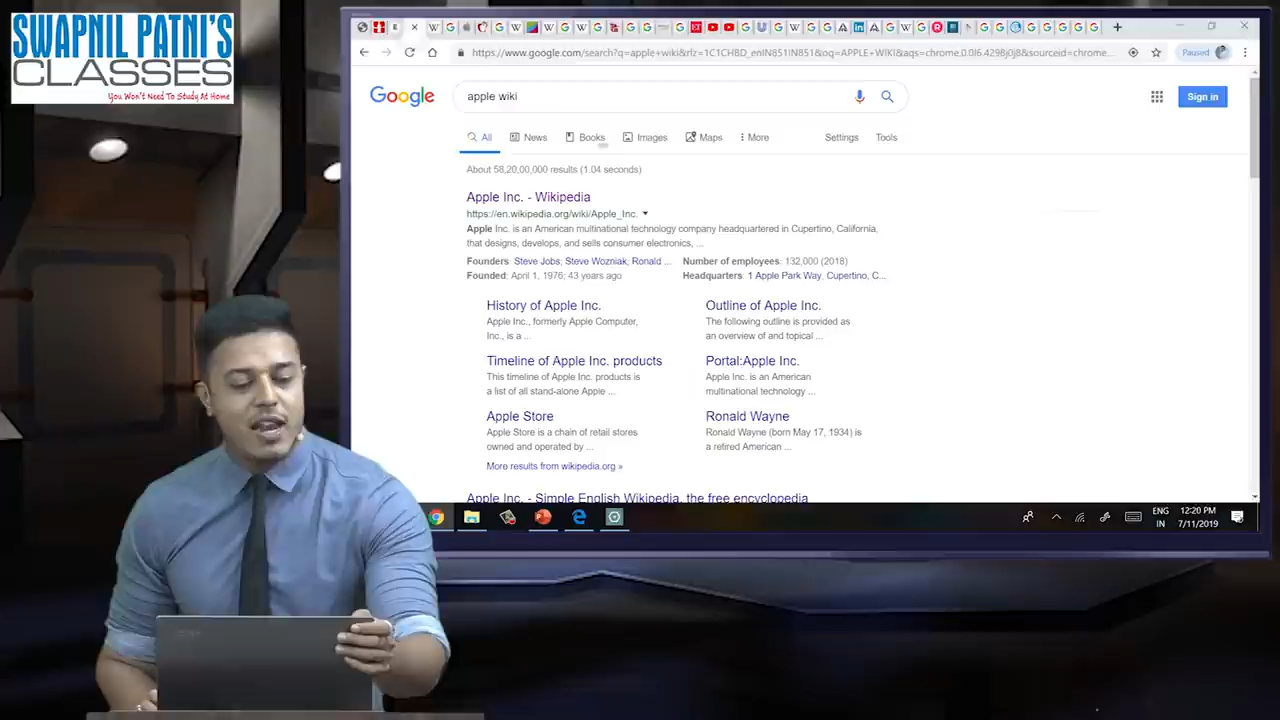 SWAPNIL PATNI'S
CLASSES
You Won't Need To Study At Home
https://www.google.com/search?q=apple+wiki&rlz=1C1CHBD_enIN851IN851&oq=APPLE+WIKI&aqs=chrome.0.0l6.4298j0j8&sourceid=chrome...
Paused
Google
apple wiki
Sign in
All News Books Images Maps More Settings Tools
About 58,20,00,000 results (1.04 seconds)
Apple Inc. - Wikipedia
https://en.wikipedia.org/wiki/Apple_Inc.
Apple Inc. is an American multinational technology company headquartered in Cupertino, California,
that designs, develops, and sells consumer electronics, ...
Founders: Steve Jobs, Steve Wozniak; Ronald ... Number of employees: 132,000 (2018)
Founded: April 1, 1976; 43 years ago Headquarters: 1 Apple Park Way, Cupertino, C...
History of Apple Inc.
Apple Inc., formerly Apple Computer,
Inc., is a ...
Outline of Apple Inc.
The following outline is provided as
an overview of and topical ...
Timeline of Apple Inc. products
This timeline of Apple Inc. products is
a list of all stand-alone Apple ...
Portal:Apple Inc.
Apple Inc. is an American
multinational technology ...
Apple Store
Apple Store is a chain of retail stores
owned and operated by ...
Ronald Wayne
Ronald Wayne (born May 17, 1934) is
a retired American ...
More results from wikipedia.org »
Apple Inc. - Simple English Wikipedia, the free encyclopedia
ENG
IN
12:20 PM
7/11/2019